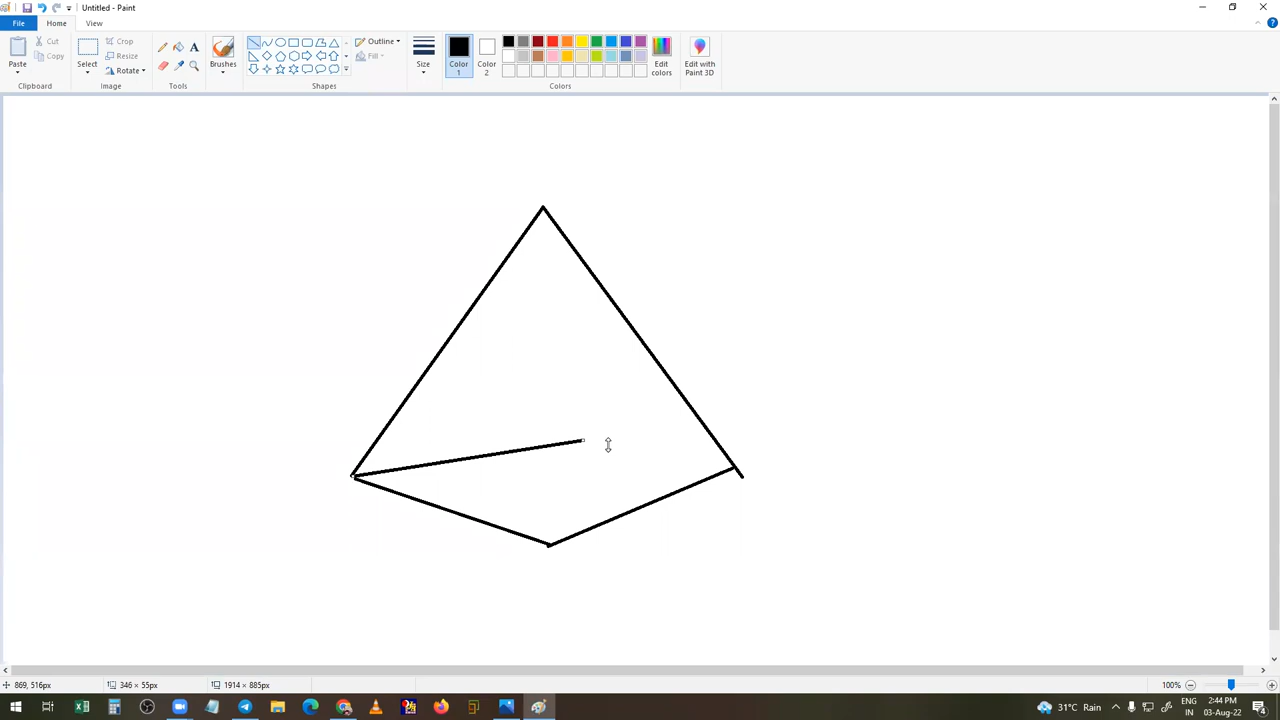 Untitled - Paint
File
Home
View
Paste
Cut
Copy
Clipboard
Select
Crop
Resize
Rotate
Image
A
Tools
Brushes
Outline
Fill
Shapes
Size
Color 1
Color 2
Colors
Edit colors
Edit with Paint 3D
869, 516px
346 × 55px
1914 × 885px
100%
31°C Rain
ENG
IN
2:44 PM
03-Aug-22
4